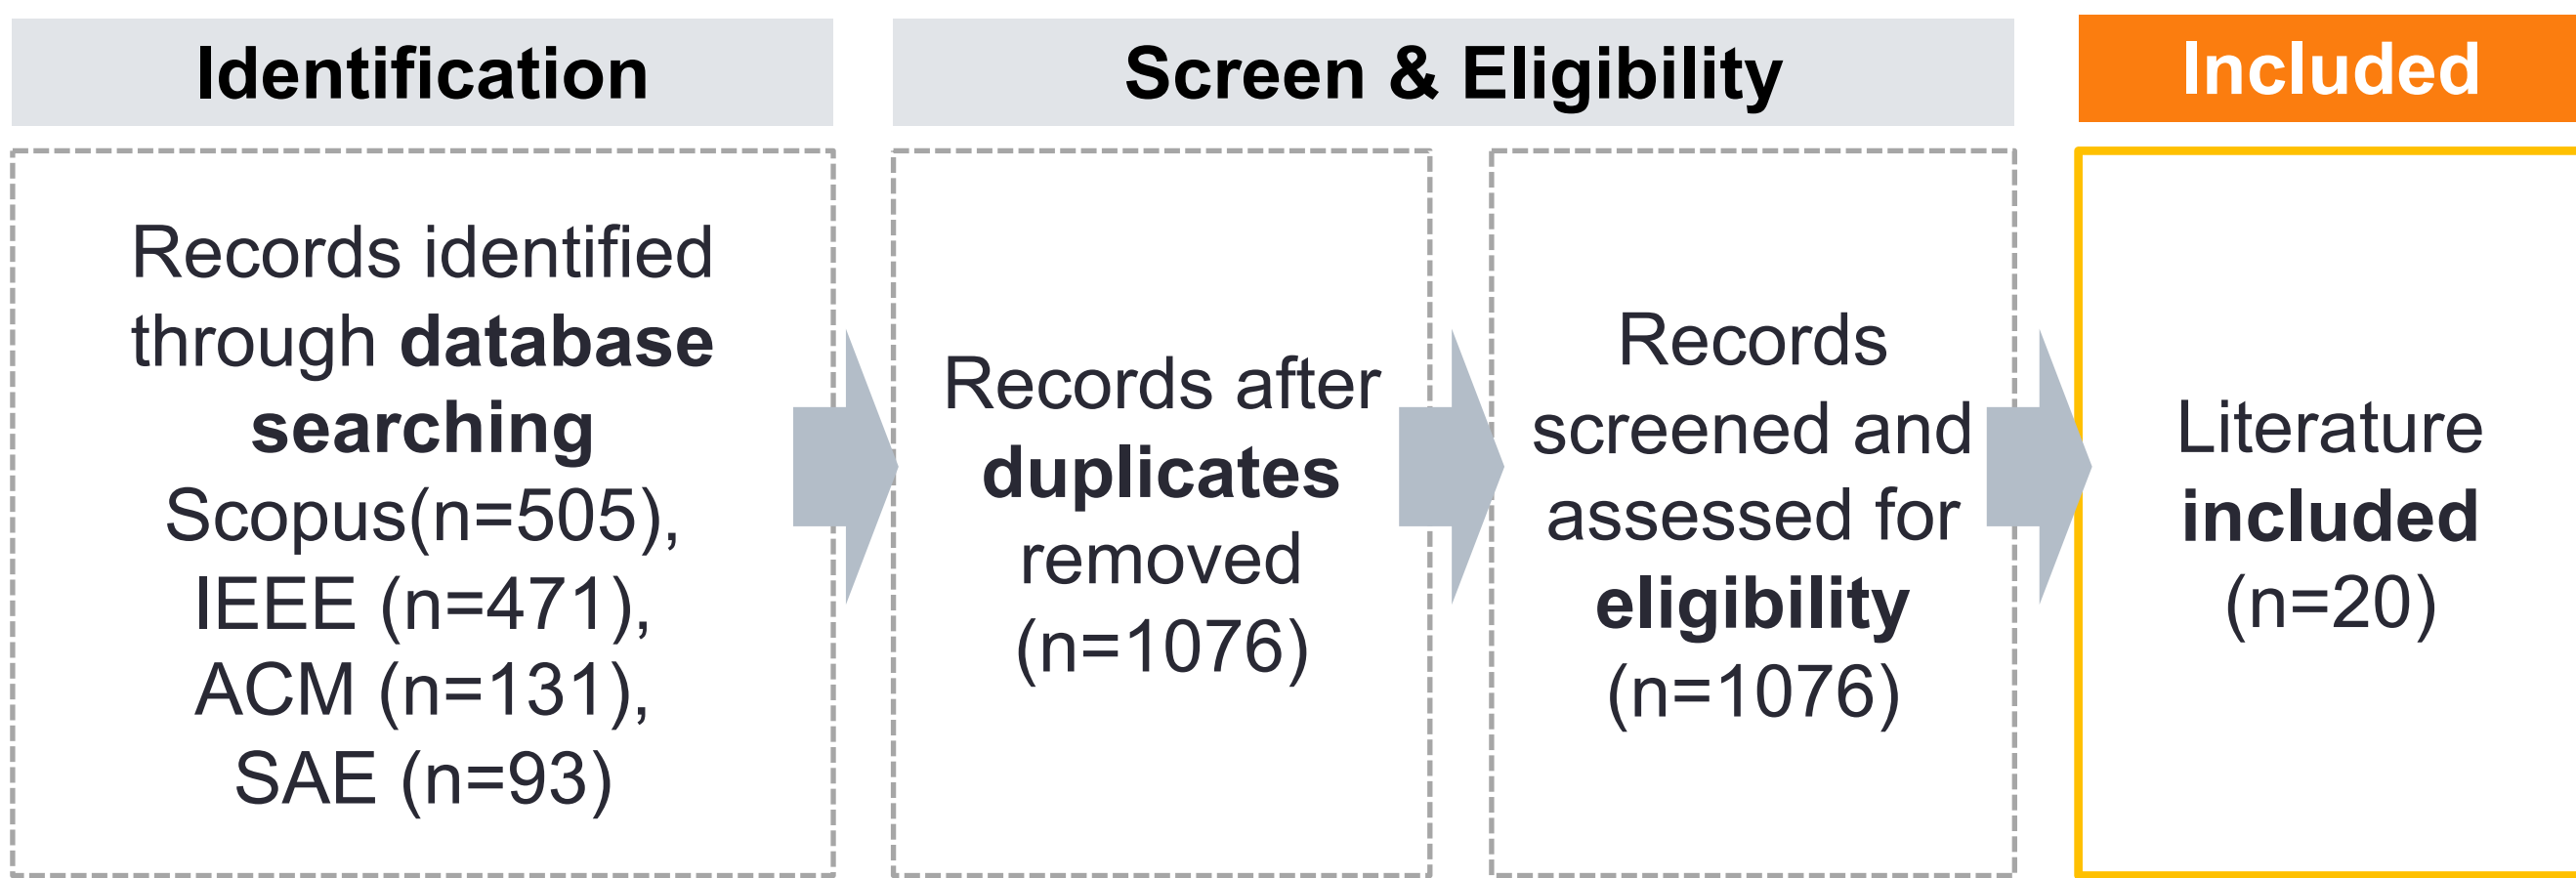 Identification
Records identified
through database
searching
Scopus(n=505),
IEEE (n=471),
ACM (n=131),
SAE (n=93)
Screen & Eligibility
Records after
duplicates
removed
(n=1076)
Records
screened and
assessed for
eligibility
(n=1076)
Included
Literature
included
(n=20)